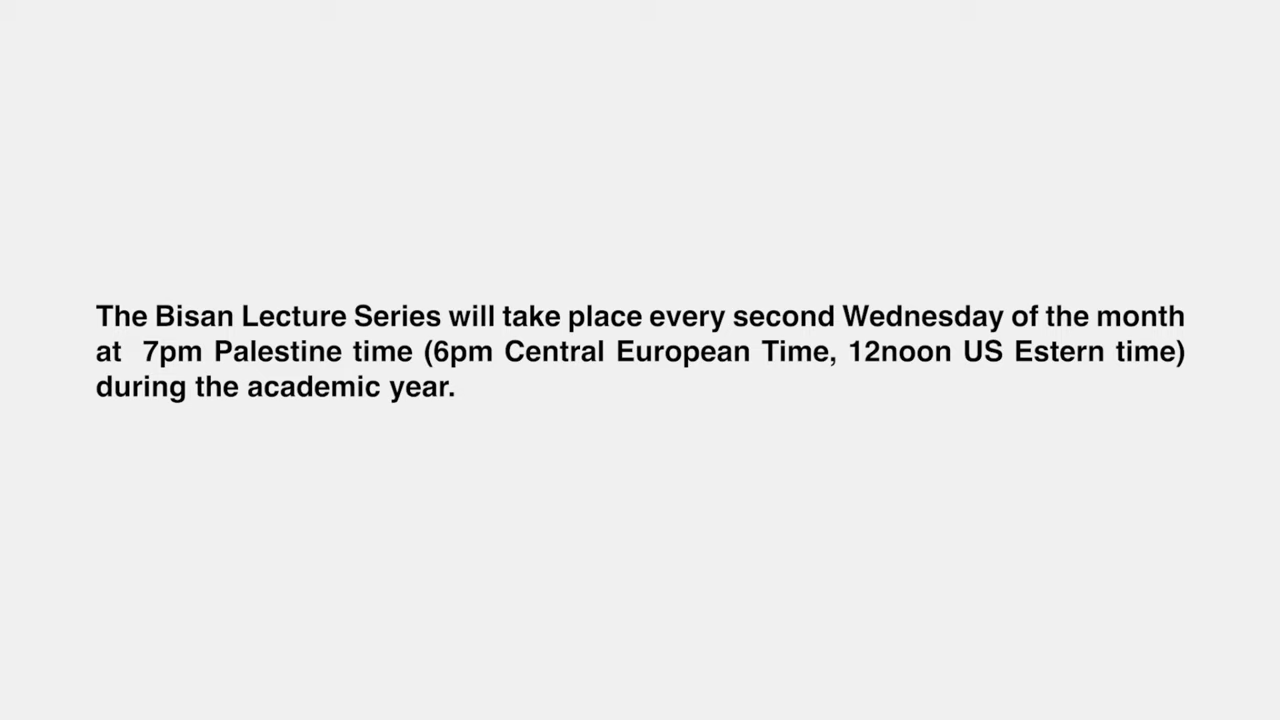 The Bisan Lecture Series will take place every second Wednesday of the month
at 7pm Palestine time (6pm Central European Time, 12noon US Estern time)
during the academic year.